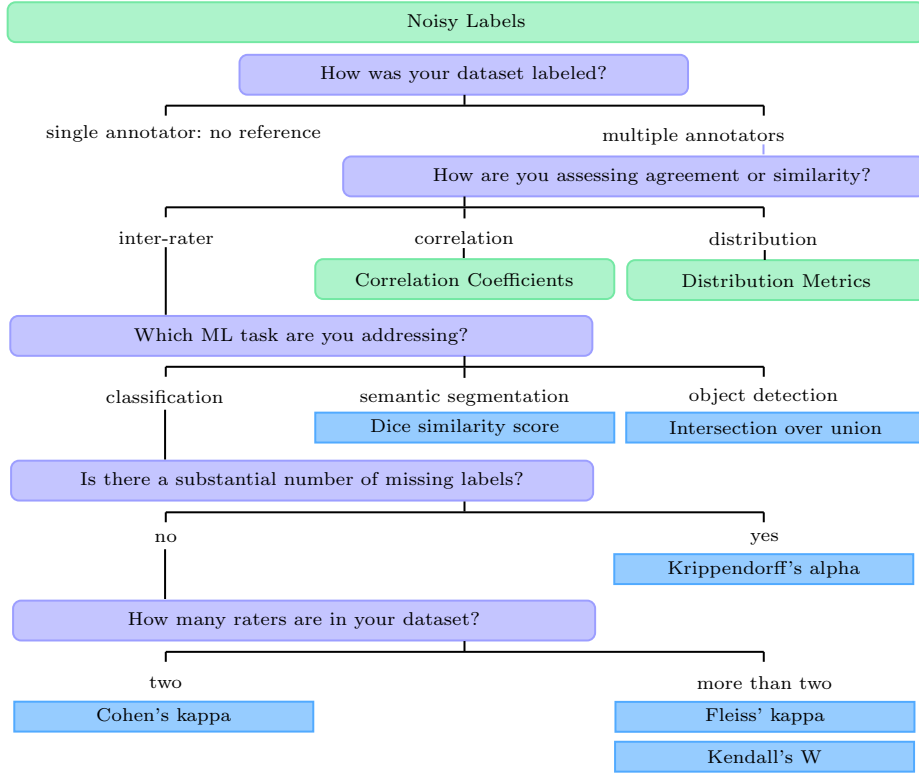 Noisy Labels
How was your dataset labeled?
single annotator: no reference
multiple annotators
How are you assessing agreement or similarity?
inter-rater
correlation
distribution
Correlation Coefficients
Distribution Metrics
Which ML task are you addressing?
classification
semantic segmentation
object detection
Dice similarity score
Intersection over union
Is there a substantial number of missing labels?
no
yes
Krippendorff's alpha
How many raters are in your dataset?
two
more than two
Cohen's kappa
Fleiss' kappa
Kendall's W